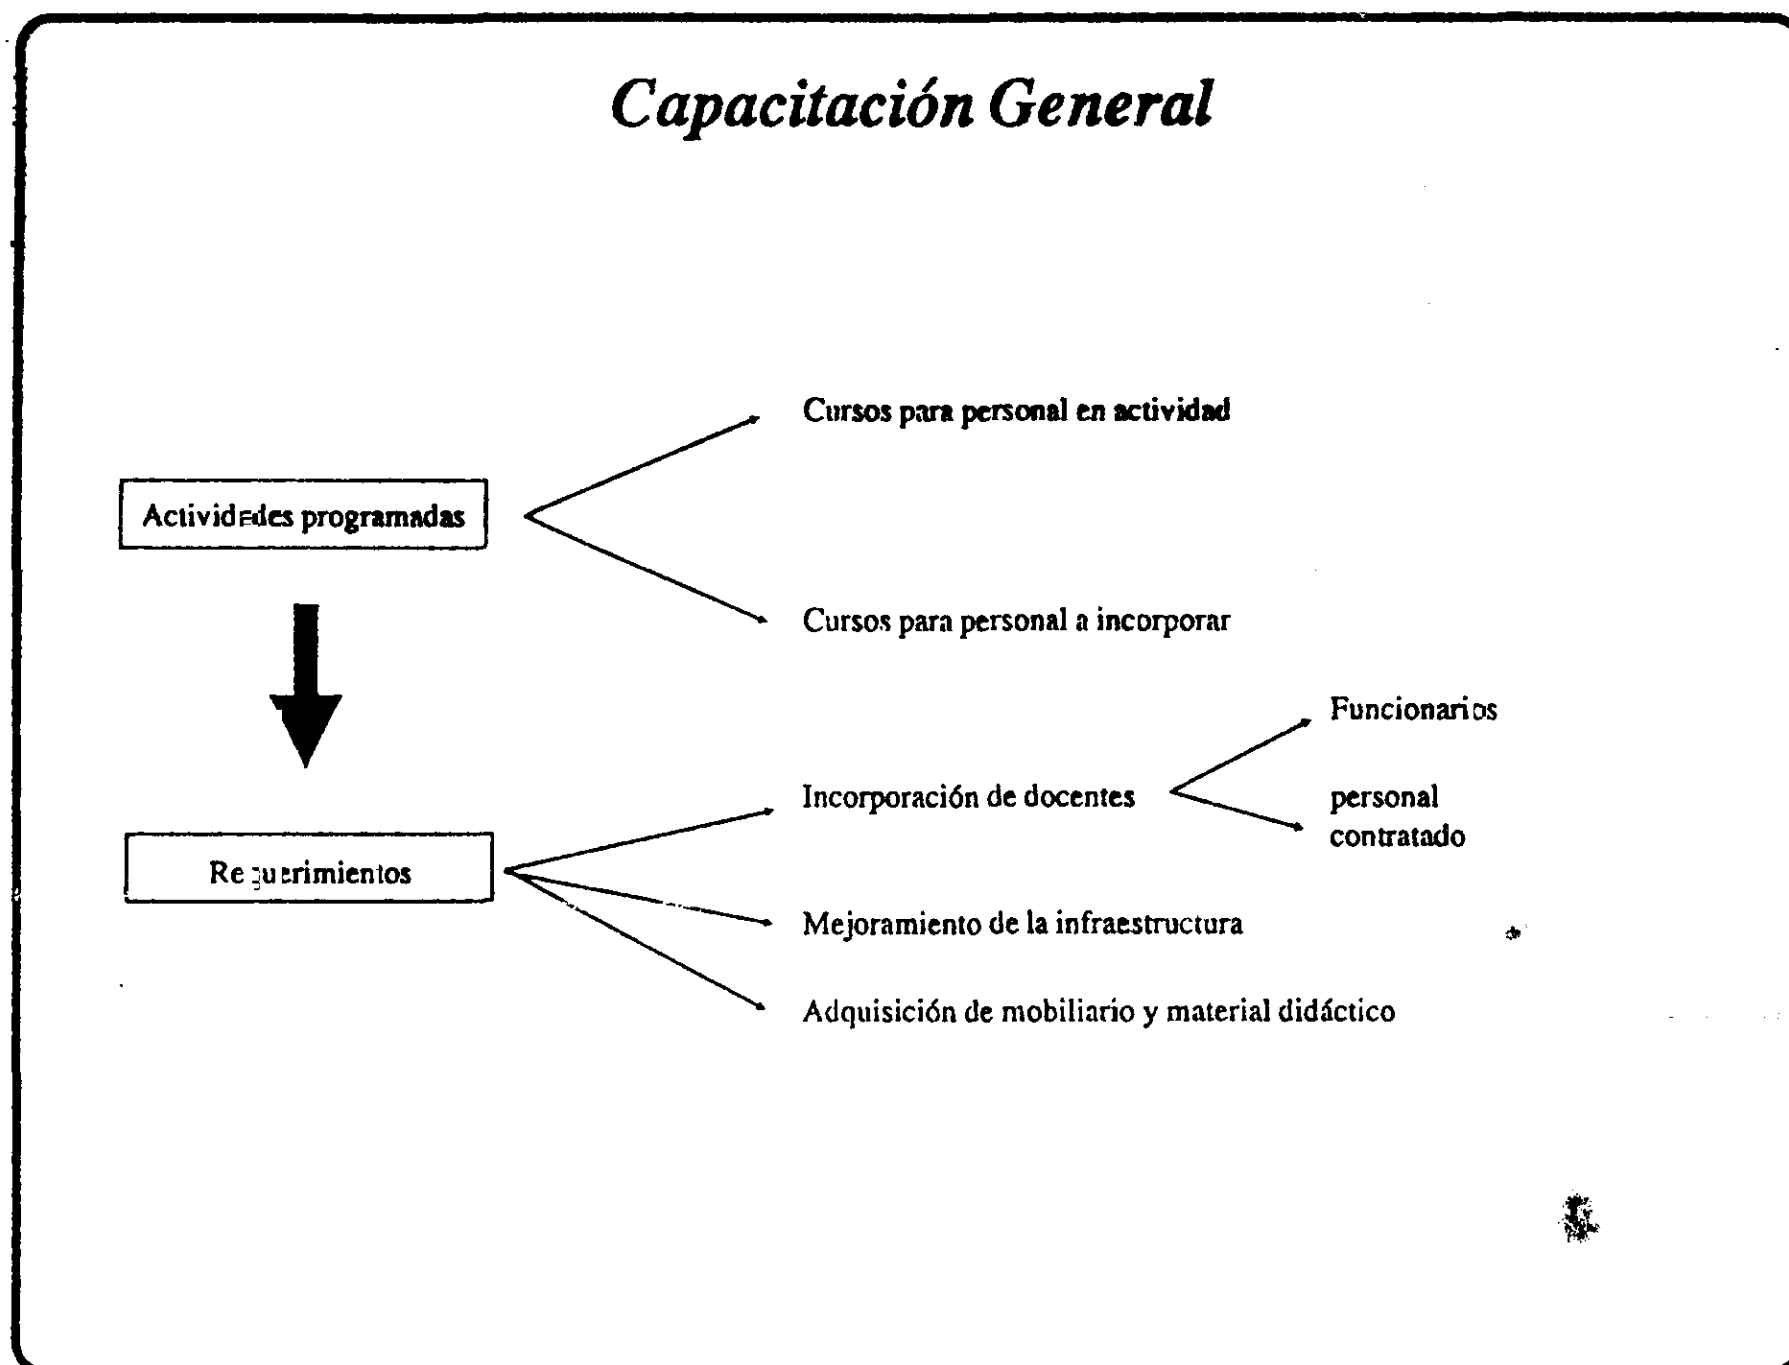 Capacitación General
Cursos para personal en actividad
Actividades programadas
Cursos para personal a incorporar
Funcionarios
Incorporación de docentes
personal
contratado
Requerimientos
Mejoramiento de la infraestructura
Adquisición de mobiliario y material didáctico